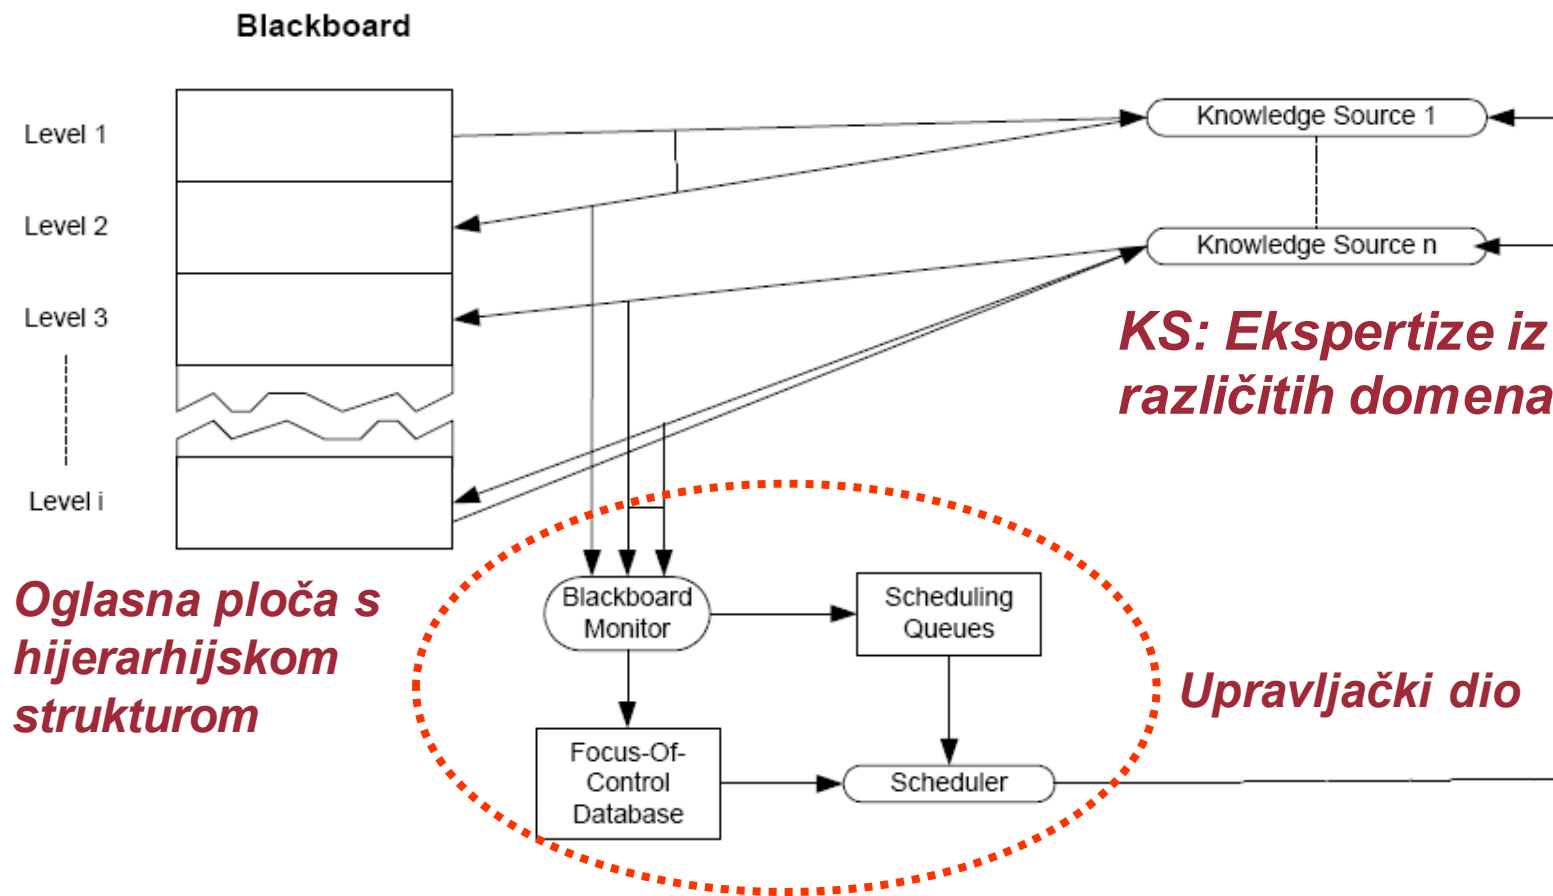 Blackboard
Level 1
Level 2
Level 3
Level i
Knowledge Source 1
Knowledge Source n
KS: Ekspertize iz
različitih domena
Oglasna ploča s
hijerarhijskom
strukturom
Blackboard
Monitor
Scheduling
Queues
Upravljački dio
Focus-Of-
Control
Database
Scheduler